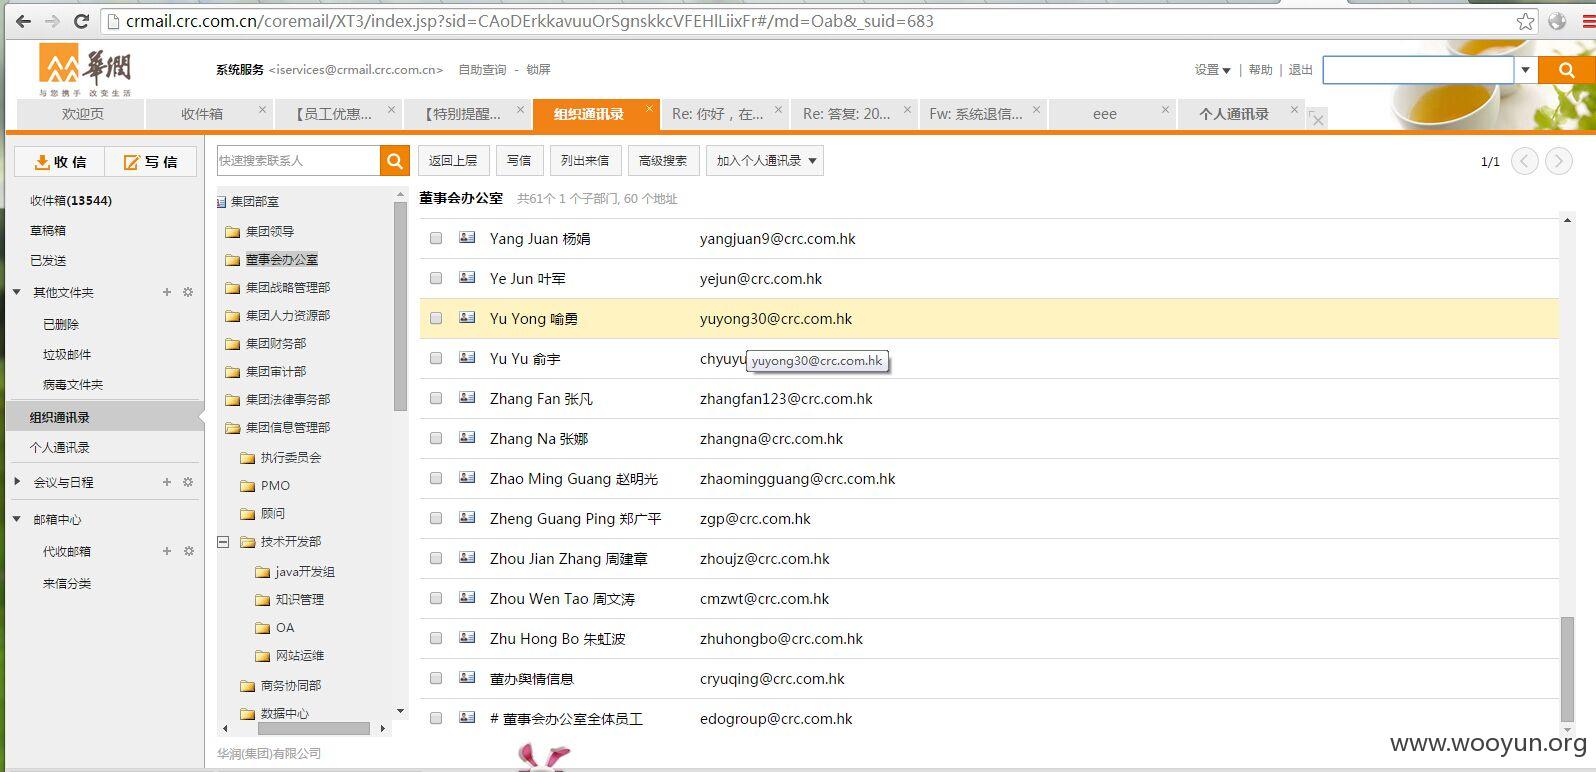 crmail.crc.com.cn/coremail/XT3/index.jsp?sid=CAoDErkkavuuOrSgnskkcVFEHlLiixFr#/md=Oab&_suid=683
華潤
与您携手 改变生活
系统服务 <iservices@crmail.crc.com.cn> 自助查询 - 锁屏
设置 | 帮助 | 退出
欢迎页 收件箱 【员工优惠... 【特别提醒... 组织通讯录 Re: 你好，在... Re: 答复: 20... Fw: 系统退信... eee 个人通讯录
收信 写信
快速搜索联系人
返回上层 写信 列出来信 高级搜索 加入个人通讯录
1/1
收件箱(13544)
草稿箱
已发送
其他文件夹
已删除
垃圾邮件
病毒文件夹
组织通讯录
个人通讯录
会议与日程
邮箱中心
代收邮箱
来信分类
集团部室
集团领导
董事会办公室
集团战略管理部
集团人力资源部
集团财务部
集团审计部
集团法律事务部
集团信息管理部
执行委员会
PMO
顾问
技术开发部
java开发组
知识管理
OA
网站运维
商务协同部
数据中心
董事会办公室 共61个 1 个子部门, 60 个地址
Yang Juan 杨娟 yangjuan9@crc.com.hk
Ye Jun 叶军 yejun@crc.com.hk
Yu Yong 喻勇 yuyong30@crc.com.hk
Yu Yu 俞宇 chyuyu
yuyong30@crc.com.hk
Zhang Fan 张凡 zhangfan123@crc.com.hk
Zhang Na 张娜 zhangna@crc.com.hk
Zhao Ming Guang 赵明光 zhaomingguang@crc.com.hk
Zheng Guang Ping 郑广平 zgp@crc.com.hk
Zhou Jian Zhang 周建章 zhoujz@crc.com.hk
Zhou Wen Tao 周文涛 cmzwt@crc.com.hk
Zhu Hong Bo 朱虹波 zhuhongbo@crc.com.hk
董办舆情信息 cryuqing@crc.com.hk
# 董事会办公室全体员工 edogroup@crc.com.hk
华润(集团)有限公司
www.wooyun.org